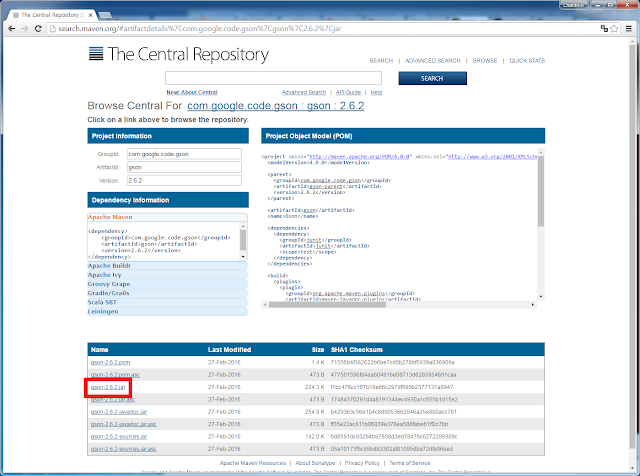 Chanhlin
The Central Repository S
search.maven.org/#artifactdetails%7Ccom.google.code.gson%7Cgson%7C2.6.2%7Cjar
The Central Repository
SEARCH | ADVANCED SEARCH | BROWSE | QUICK STATS
SEARCH
New: About Central Advanced Search | API Guide | Help
Browse Central For com.google.code.gson : gson : 2.6.2
Click on a link above to browse the repository.
Project Information
GroupId: com.google.code.gson
ArtifactId: gson
Version: 2.6.2
Dependency Information
Apache Maven
<dependency>
<groupId>com.google.code.gson</groupId>
<artifactId>gson</artifactId>
<version>2.6.2</version>
</dependency>
Apache Buildr
Apache Ivy
Groovy Grape
Gradle/Grails
Scala SBT
Leiningen
Project Object Model (POM)
<project xmlns="http://maven.apache.org/POM/4.0.0" xmlns:xsi="http://www.w3.org/2001/XMLSch
<modelVersion>4.0.0</modelVersion>
<parent>
<groupId>com.google.code.gson</groupId>
<artifactId>gson-parent</artifactId>
<version>2.6.2</version>
</parent>
<artifactId>gson</artifactId>
<name>Gson</name>
<dependencies>
<dependency>
<groupId>junit</groupId>
<artifactId>junit</artifactId>
<scope>test</scope>
</dependency>
</dependencies>
<build>
<plugins>
<plugin>
<groupId>org.apache.maven.plugins</groupId>
<artifactId>maven-javadoc-plugin</artifactId>
Name Last Modified Size SHA1 Checksum
gson-2.6.2.pom 27-Feb-2016 1.4 K
gson-2.6.2.pom.asc 27-Feb-2016 473 B
gson-2.6.2.jar 27-Feb-2016 224.3 K
gson-2.6.2.jar.asc 27-Feb-2016 473 B
gson-2.6.2-javadoc.jar 27-Feb-2016 254.9 K
gson-2.6.2-javadoc.jar.asc 27-Feb-2016 473 B
gson-2.6.2-sources.jar 27-Feb-2016 142.0 K
gson-2.6.2-sources.jar.asc 27-Feb-2016 473 B
Apache Maven Resources | About Sonatype | Privacy Policy | Terms of Service